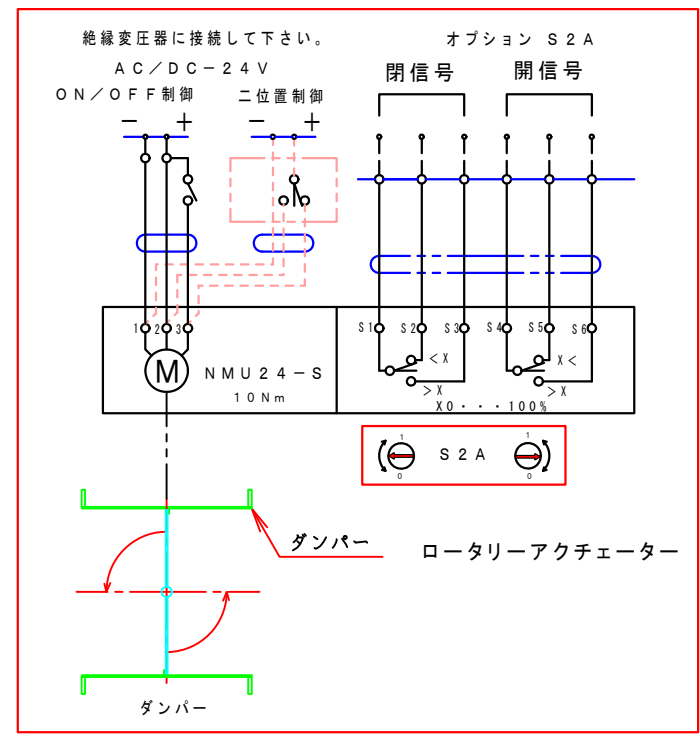 絶縁変圧器に接続して下さい。
AC／DC－24V
ON／OFF制御 二位置制御
－ ＋ － ＋
オプション S2A
閉信号 開信号
1 2 3
S1 S2 S3 S4 S5 S6
M
NMU24－S
10Nm
<X X<
>X >X
X0・・・100%
1 S2A 1
0 0
ダンパー
ロータリーアクチェーター
ダンパー